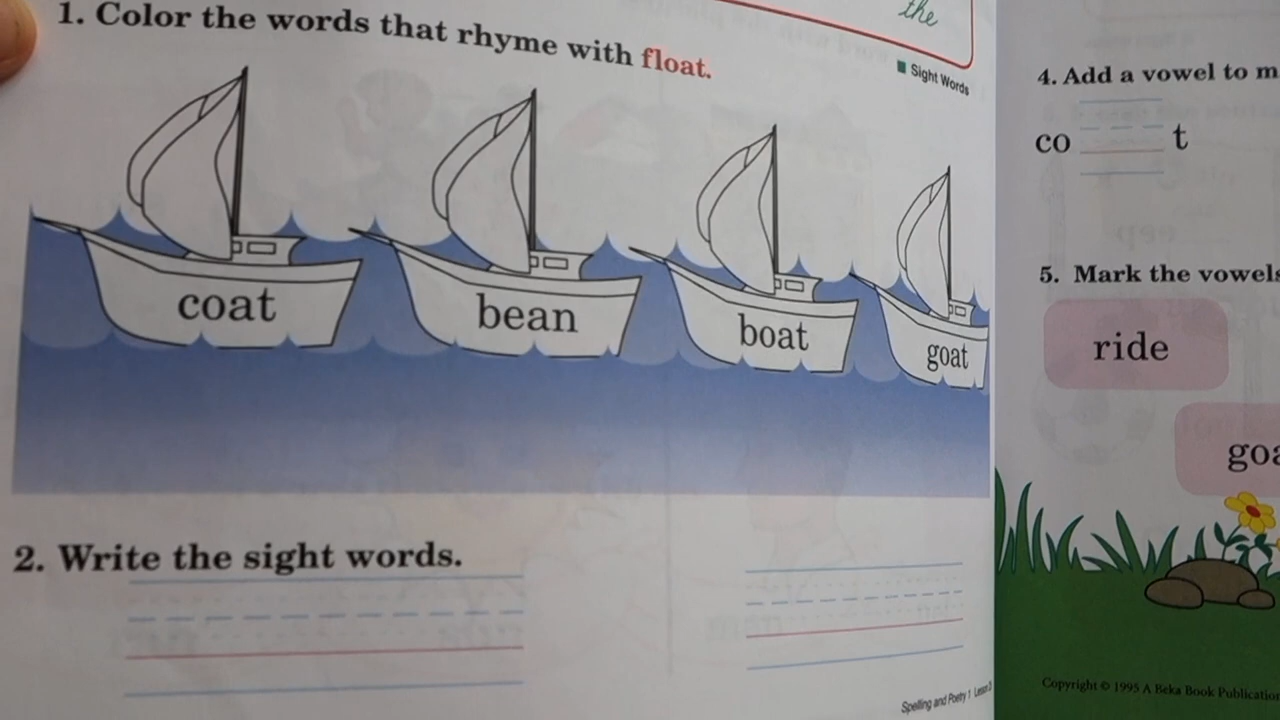 the
Sight Words
1. Color the words that rhyme with float.
coat
bean
boat
goat
2. Write the sight words.
Spelling and Poetry 1 Lesson
4. Add a vowel to m
co t
5. Mark the vowels
ride
goa
Copyright © 1995 A Beka Book Publication